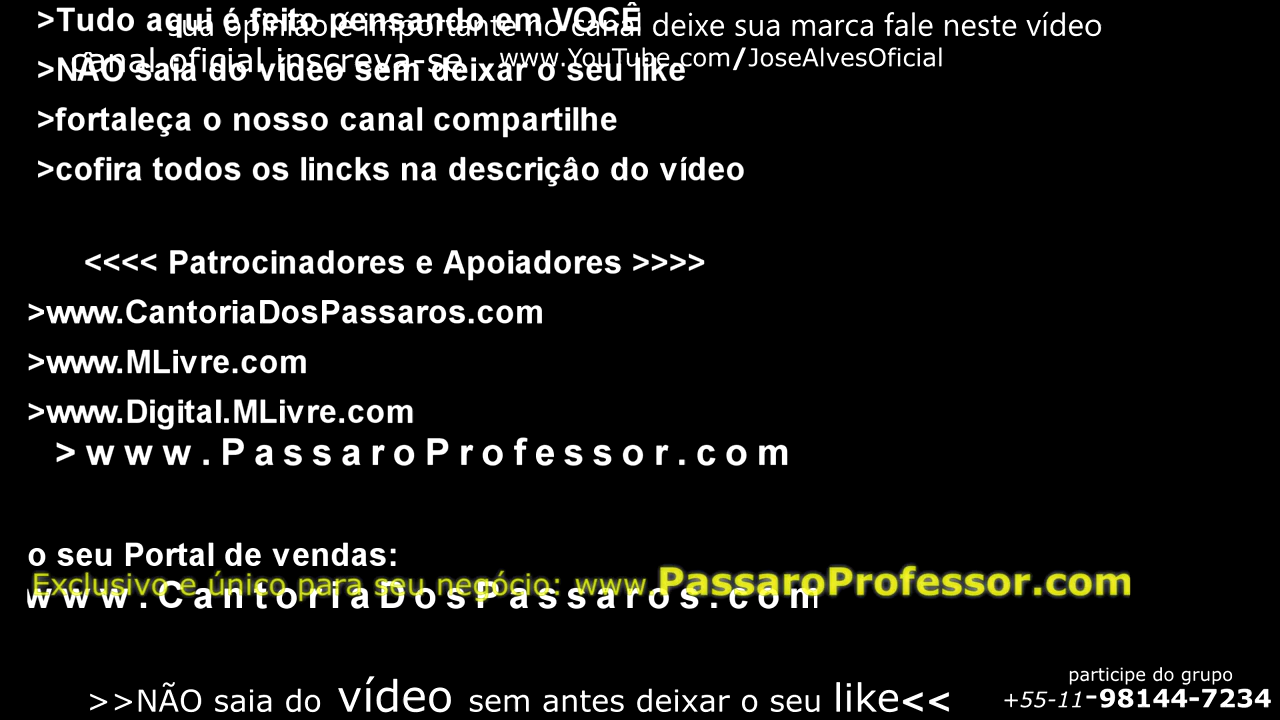 >Tudo aqui é feito pensando em VOCÊ
sua opinião é importante no canal deixe sua marca fale neste vídeo
canal oficial inscreva-se www.YouTube.com/JoseAlvesOficial
>NÃO saia do vídeo sem deixar o seu like
>fortaleça o nosso canal compartilhe
>cofira todos os lincks na descriçâo do vídeo
<<<< Patrocinadores e Apoiadores >>>>
>www.CantoriaDosPassaros.com
>www.MLivre.com
>www.Digital.MLivre.com
>www.PassaroProfessor.com
o seu Portal de vendas:
Exclusivo e único para seu negócio: www.PassaroProfessor.com
www.CantoriaDosPassaros.com
participe do grupo
>>NÃO saia do vídeo sem antes deixar o seu like<<
+55-11-98144-7234